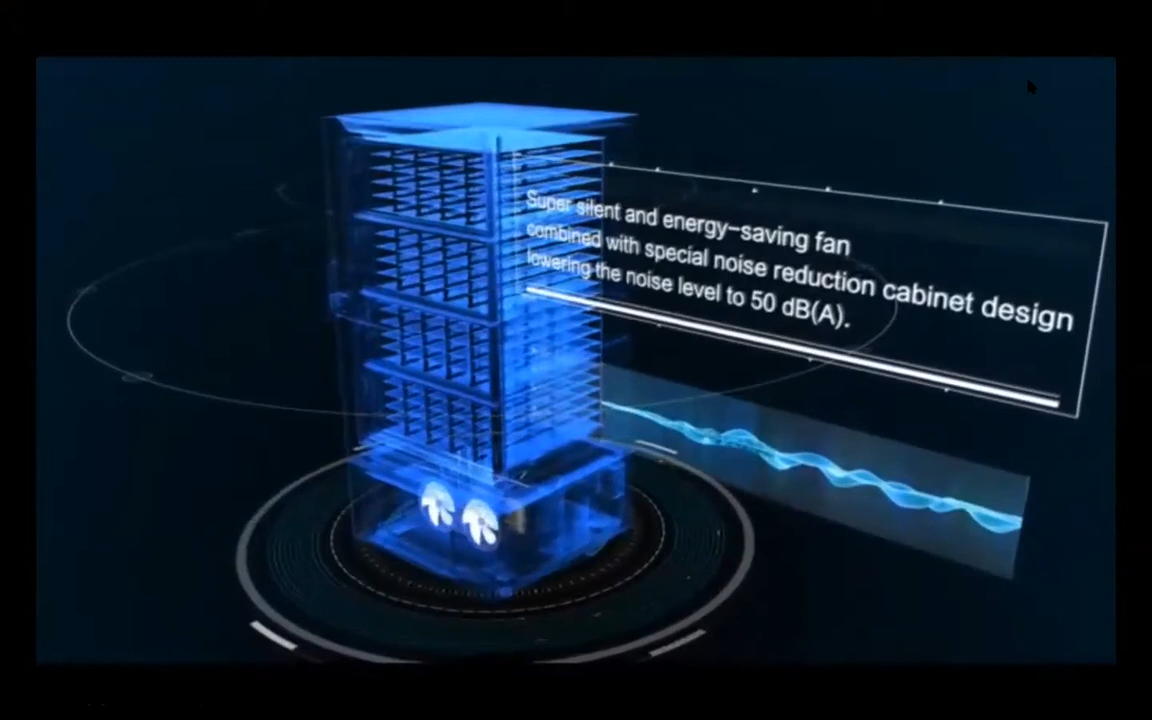 Super silent and energy-saving fan
combined with special noise reduction cabinet design
lowering the noise level to 50 dB(A).